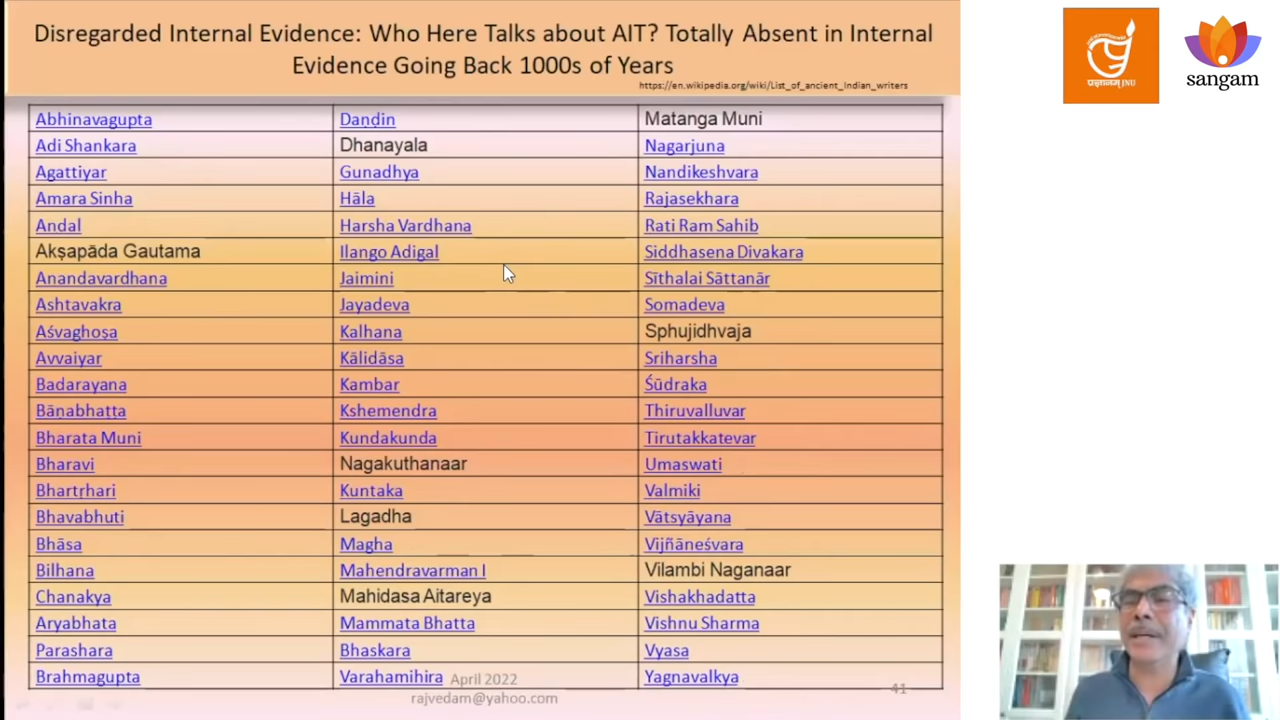 Disregarded Internal Evidence: Who Here Talks about AIT? Totally Absent in Internal
Evidence Going Back 1000s of Years
https://en.wikipedia.org/wiki/List_of_ancient_Indian_writers
Abhinavagupta Daṇḍin Matanga Muni
Adi Shankara Dhanayala Nagarjuna
Agattiyar Gunadhya Nandikeshvara
Amara Sinha Hāla Rajasekhara
Andal Harsha Vardhana Rati Ram Sahib
Akṣapāda Gautama Ilango Adigal Siddhasena Divakara
Anandavardhana Jaimini Sīthalai Sāttanār
Ashtavakra Jayadeva Somadeva
Aśvaghoṣa Kalhana Sphujidhvaja
Avvaiyar Kālidāsa Sriharsha
Badarayana Kambar Śūdraka
Bāṇabhaṭṭa Kshemendra Thiruvalluvar
Bharata Muni Kundakunda Tirutakkatevar
Bharavi Nagakuthanaar Umaswati
Bhartṛhari Kuntaka Valmiki
Bhavabhuti Lagadha Vātsyāyana
Bhāsa Magha Vijñāneśvara
Bilhana Mahendravarman I Vilambi Naganaar
Chanakya Mahidasa Aitareya Vishakhadatta
Aryabhata Mammata Bhatta Vishnu Sharma
Parashara Bhaskara Vyasa
Brahmagupta Varahamihira Yagnavalkya
April 2022
rajvedam@yahoo.com
41
JNU
sangam